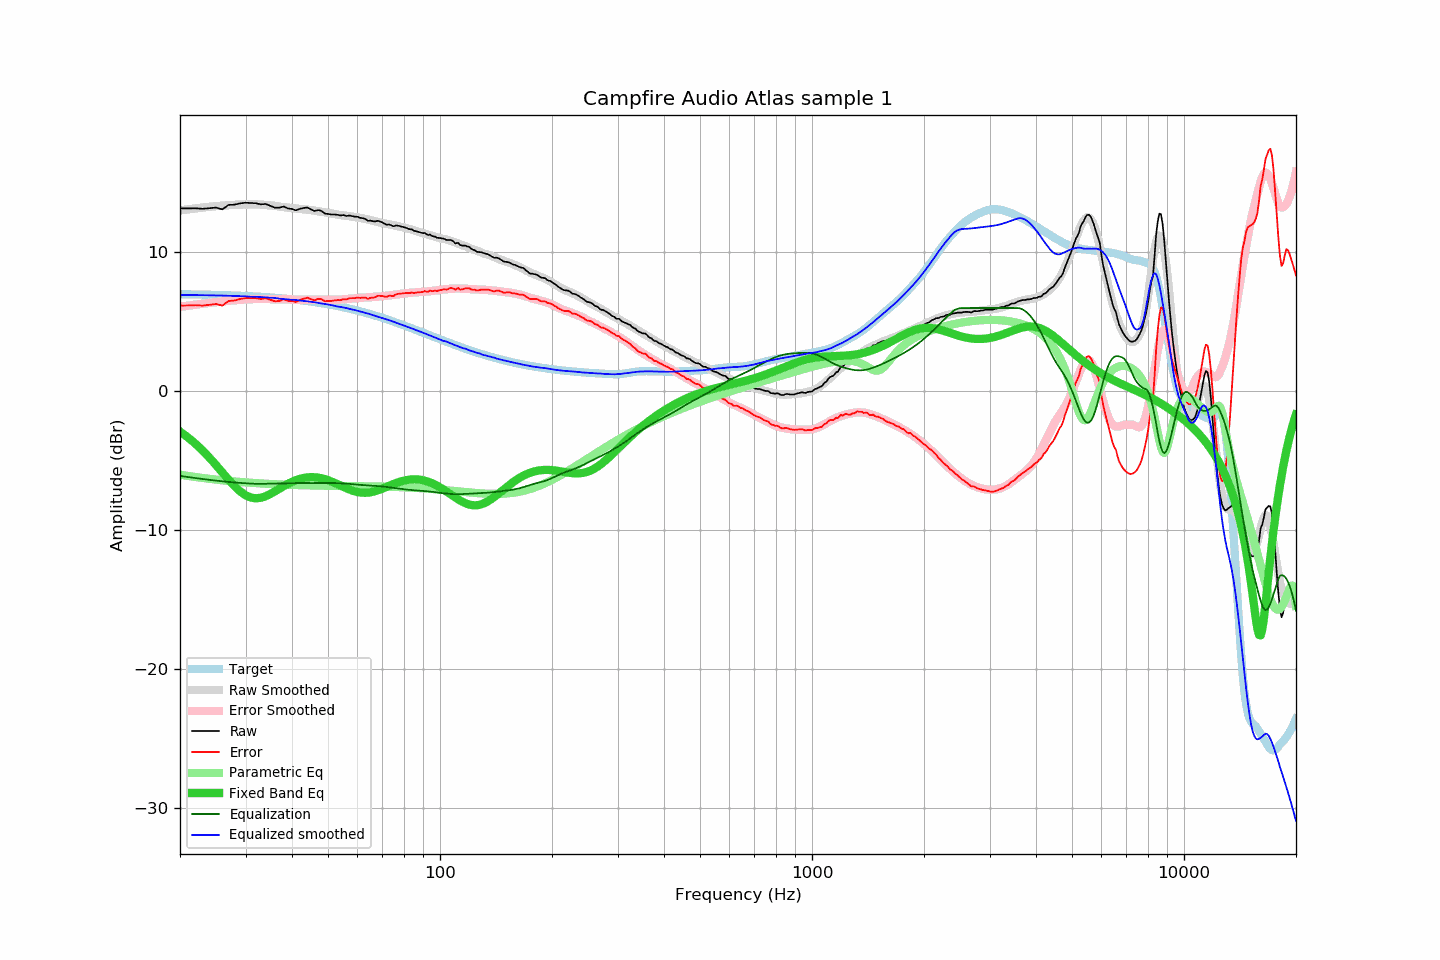 Campfire Audio Atlas sample 1
Amplitude (dBr)
10
0
−10
−20
−30
Target
Raw Smoothed
Error Smoothed
Raw
Error
Parametric Eq
Fixed Band Eq
Equalization
Equalized smoothed
100
1000
10000
Frequency (Hz)